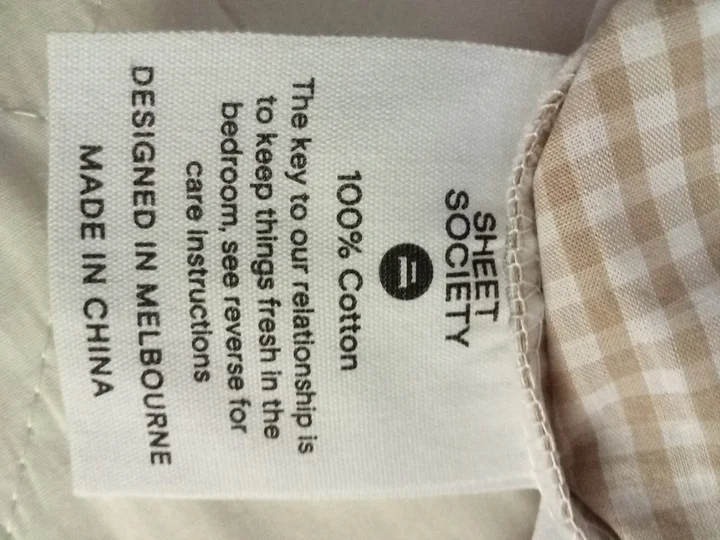 SHEET
SOCIETY
100% Cotton
The key to our relationship is
to keep things fresh in the
bedroom, see reverse for
care instructions
DESIGNED IN MELBOURNE
MADE IN CHINA